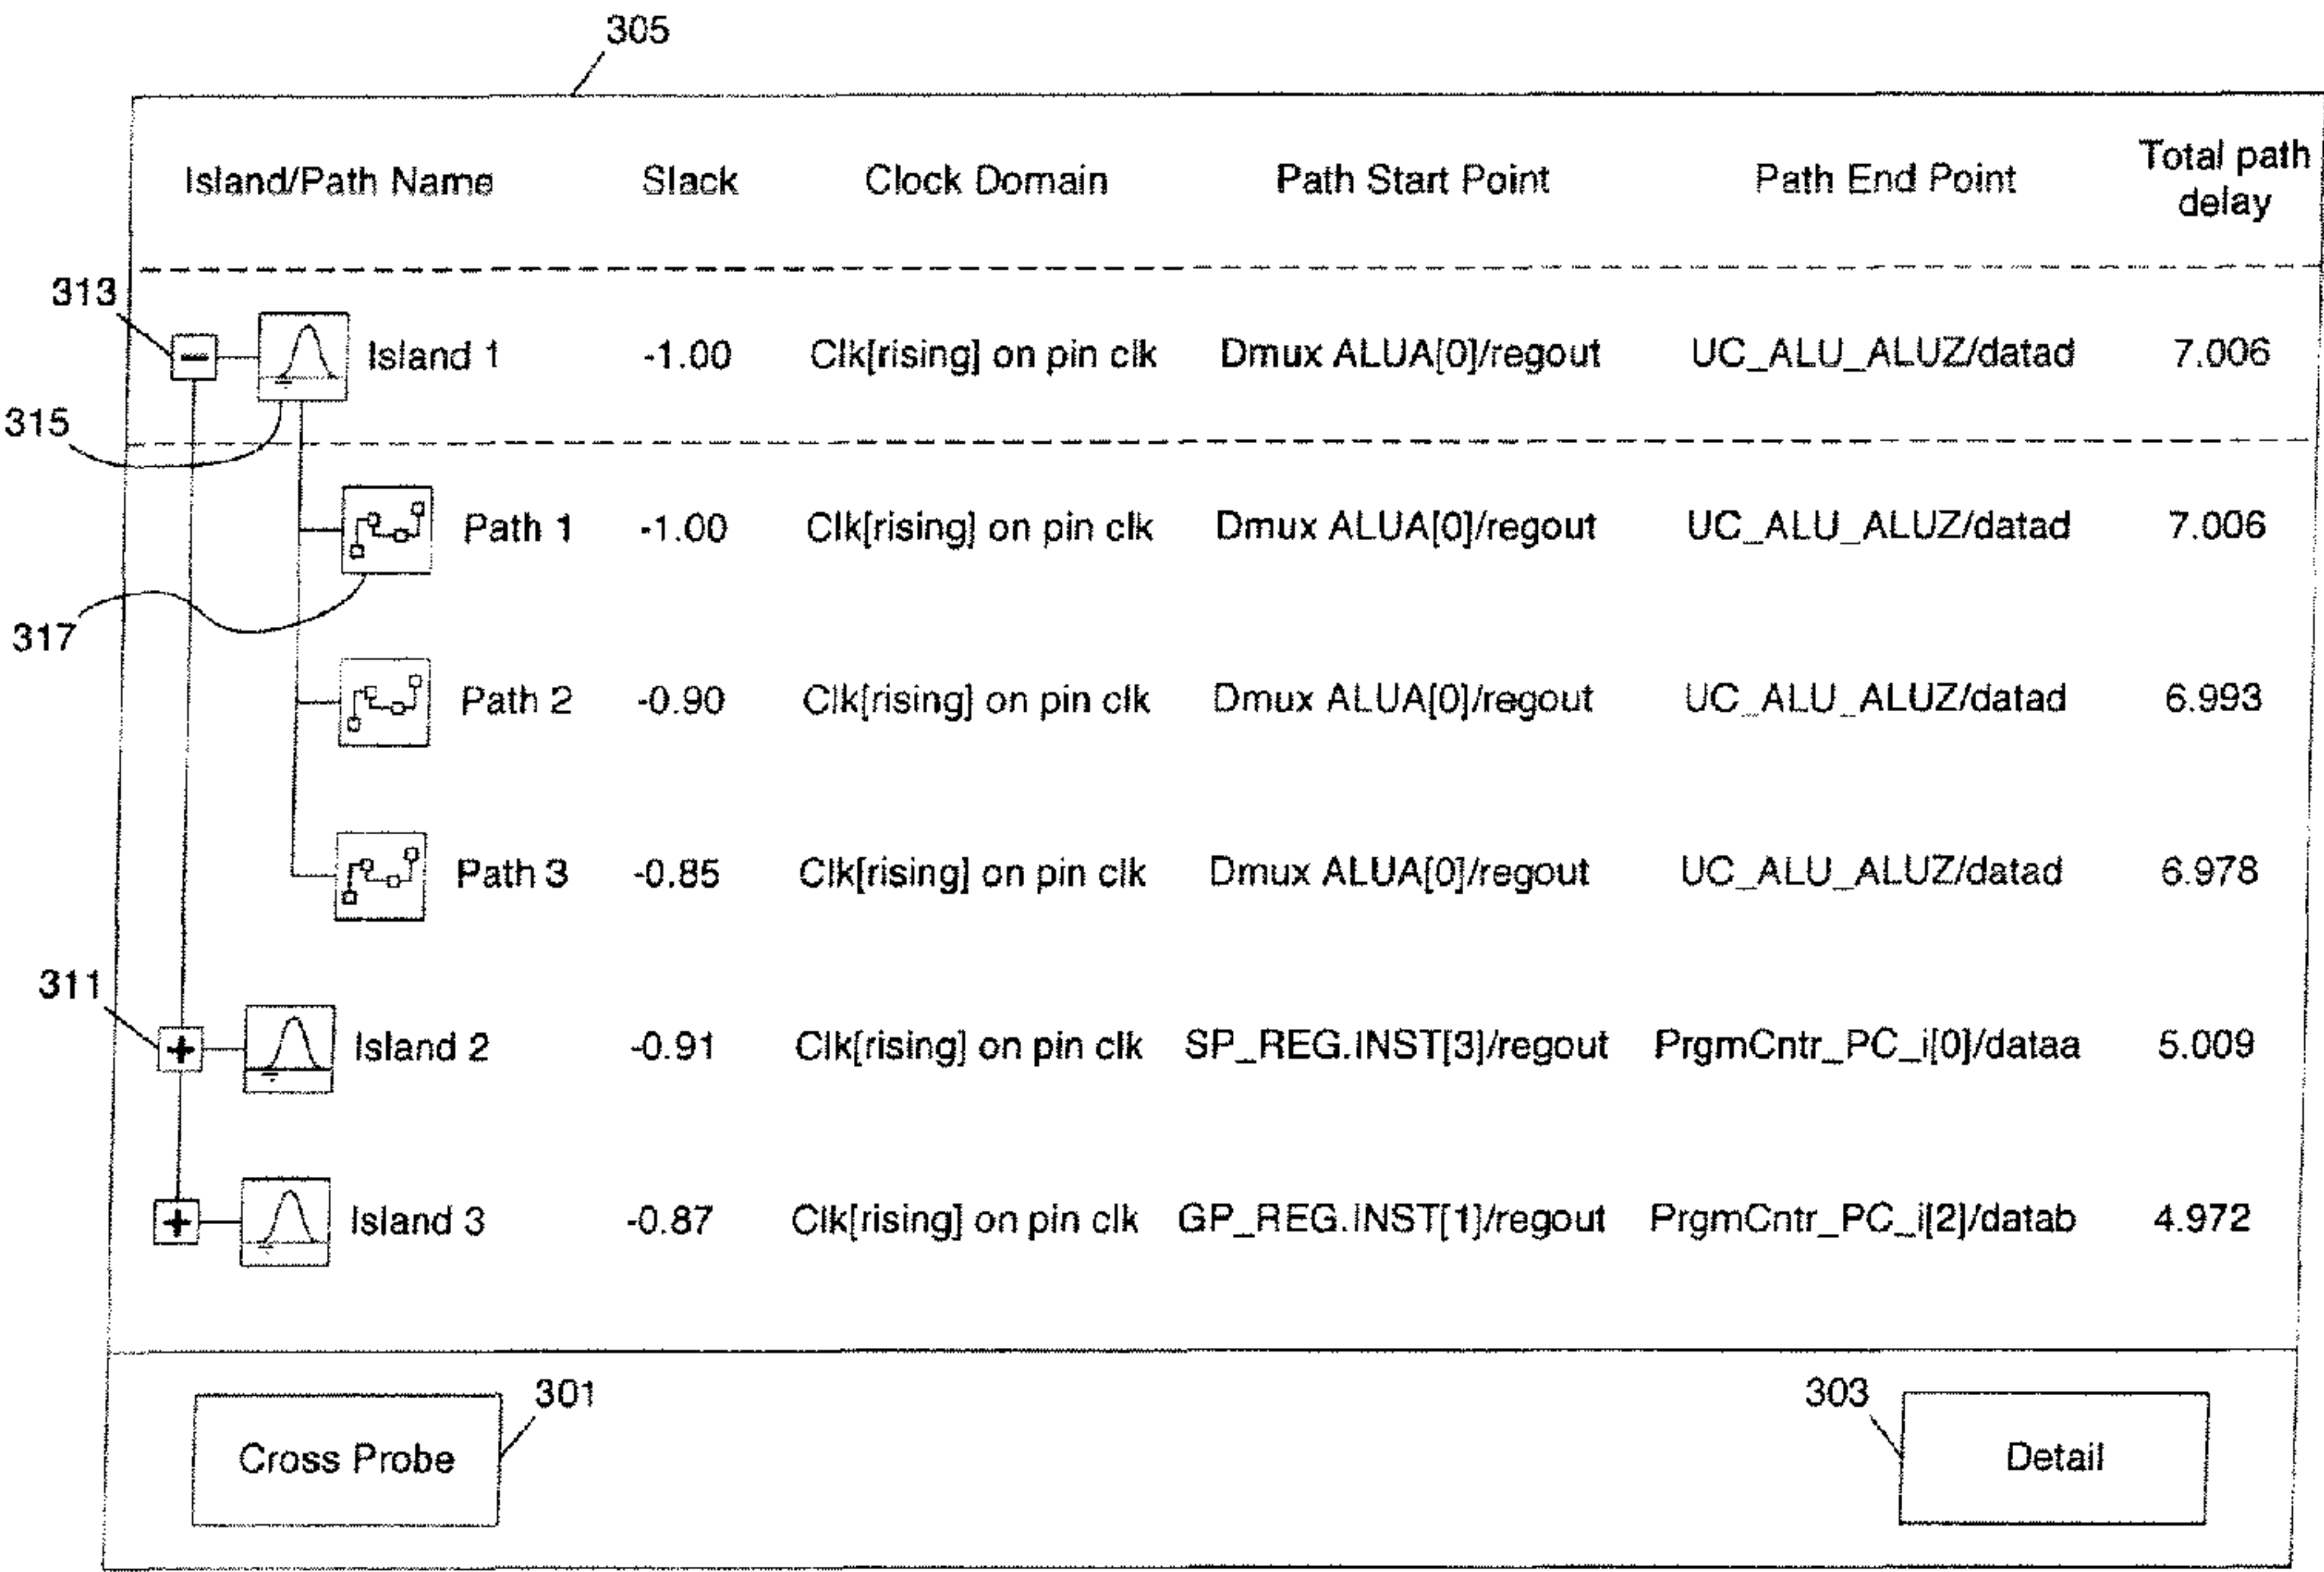 305
Island/Path Name Slack Clock Domain Path Start Point Path End Point Total path delay
313
Island 1 -1.00 Clk[rising] on pin clk Dmux ALUA[0]/regout UC_ALU_ALUZ/datad 7.006
315
Path 1 -1.00 Clk[rising] on pin clk Dmux ALUA[0]/regout UC_ALU_ALUZ/datad 7.006
317
Path 2 -0.90 Clk[rising] on pin clk Dmux ALUA[0]/regout UC_ALU_ALUZ/datad 6.993
Path 3 -0.85 Clk[rising] on pin clk Dmux ALUA[0]/regout UC_ALU_ALUZ/datad 6.978
311
Island 2 -0.91 Clk[rising] on pin clk SP_REG.INST[3]/regout PrgmCntr_PC_i[0]/dataa 5.009
Island 3 -0.87 Clk[rising] on pin clk GP_REG.INST[1]/regout PrgmCntr_PC_i[2]/datab 4.972
301
303
Cross Probe Detail